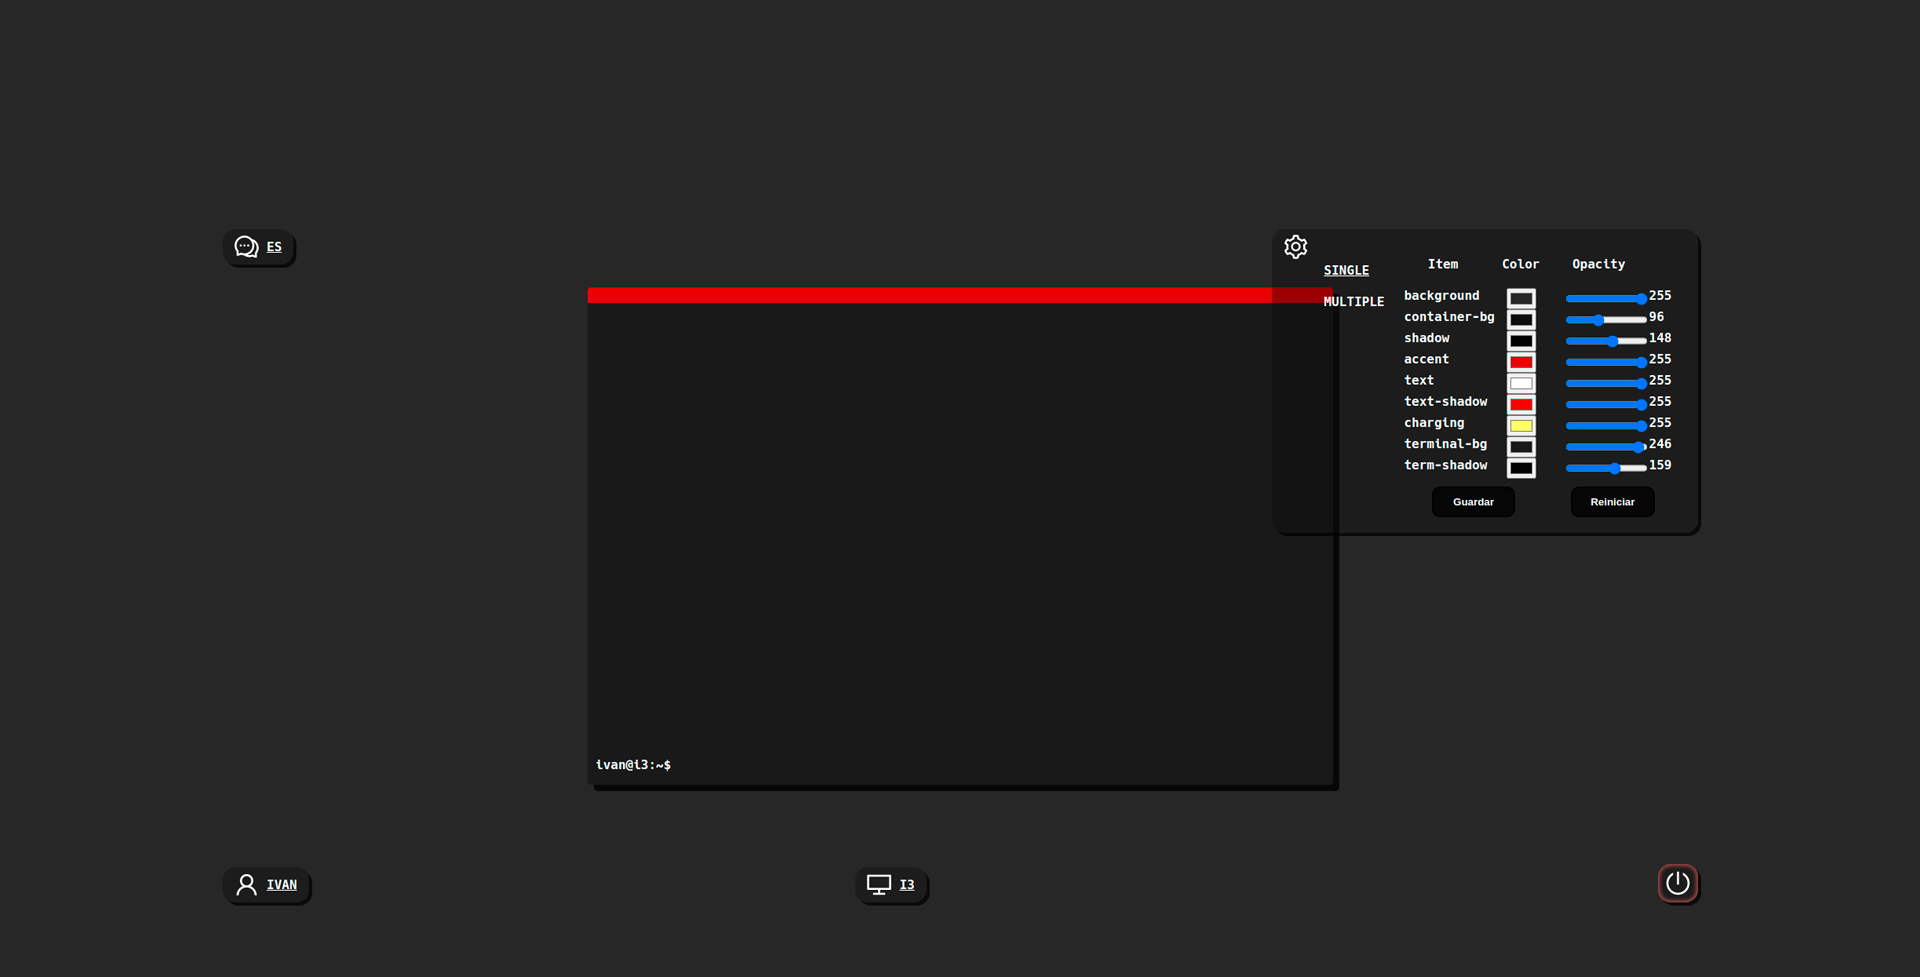 ES
SINGLE
MULTIPLE
Item Color Opacity
background 255
container-bg 96
shadow 148
accent 255
text 255
text-shadow 255
charging 255
terminal-bg 246
term-shadow 159
Guardar Reiniciar
ivan@i3:~$
IVAN
I3